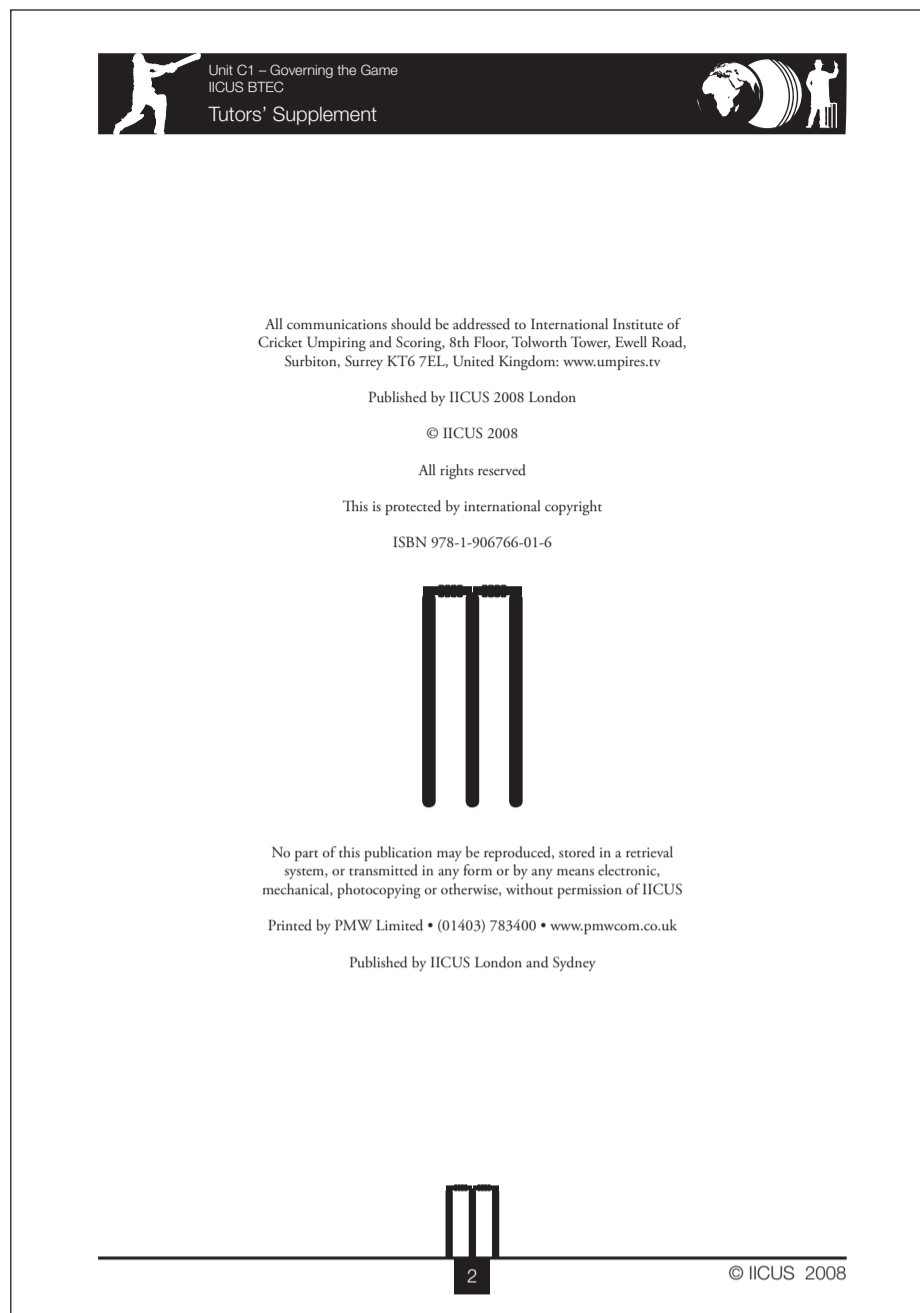 Unit C1 – Governing the Game
IICUS BTEC
Tutors’ Supplement
All communications should be addressed to International Institute of
Cricket Umpiring and Scoring, 8th Floor, Tolworth Tower, Ewell Road,
Surbiton, Surrey KT6 7EL, United Kingdom: www.umpires.tv
Published by IICUS 2008 London
© IICUS 2008
All rights reserved
This is protected by international copyright
ISBN 978-1-906766-01-6
No part of this publication may be reproduced, stored in a retrieval
system, or transmitted in any form or by any means electronic,
mechanical, photocopying or otherwise, without permission of IICUS
Printed by PMW Limited • (01403) 783400 • www.pmwcom.co.uk
Published by IICUS London and Sydney
2
© IICUS 2008